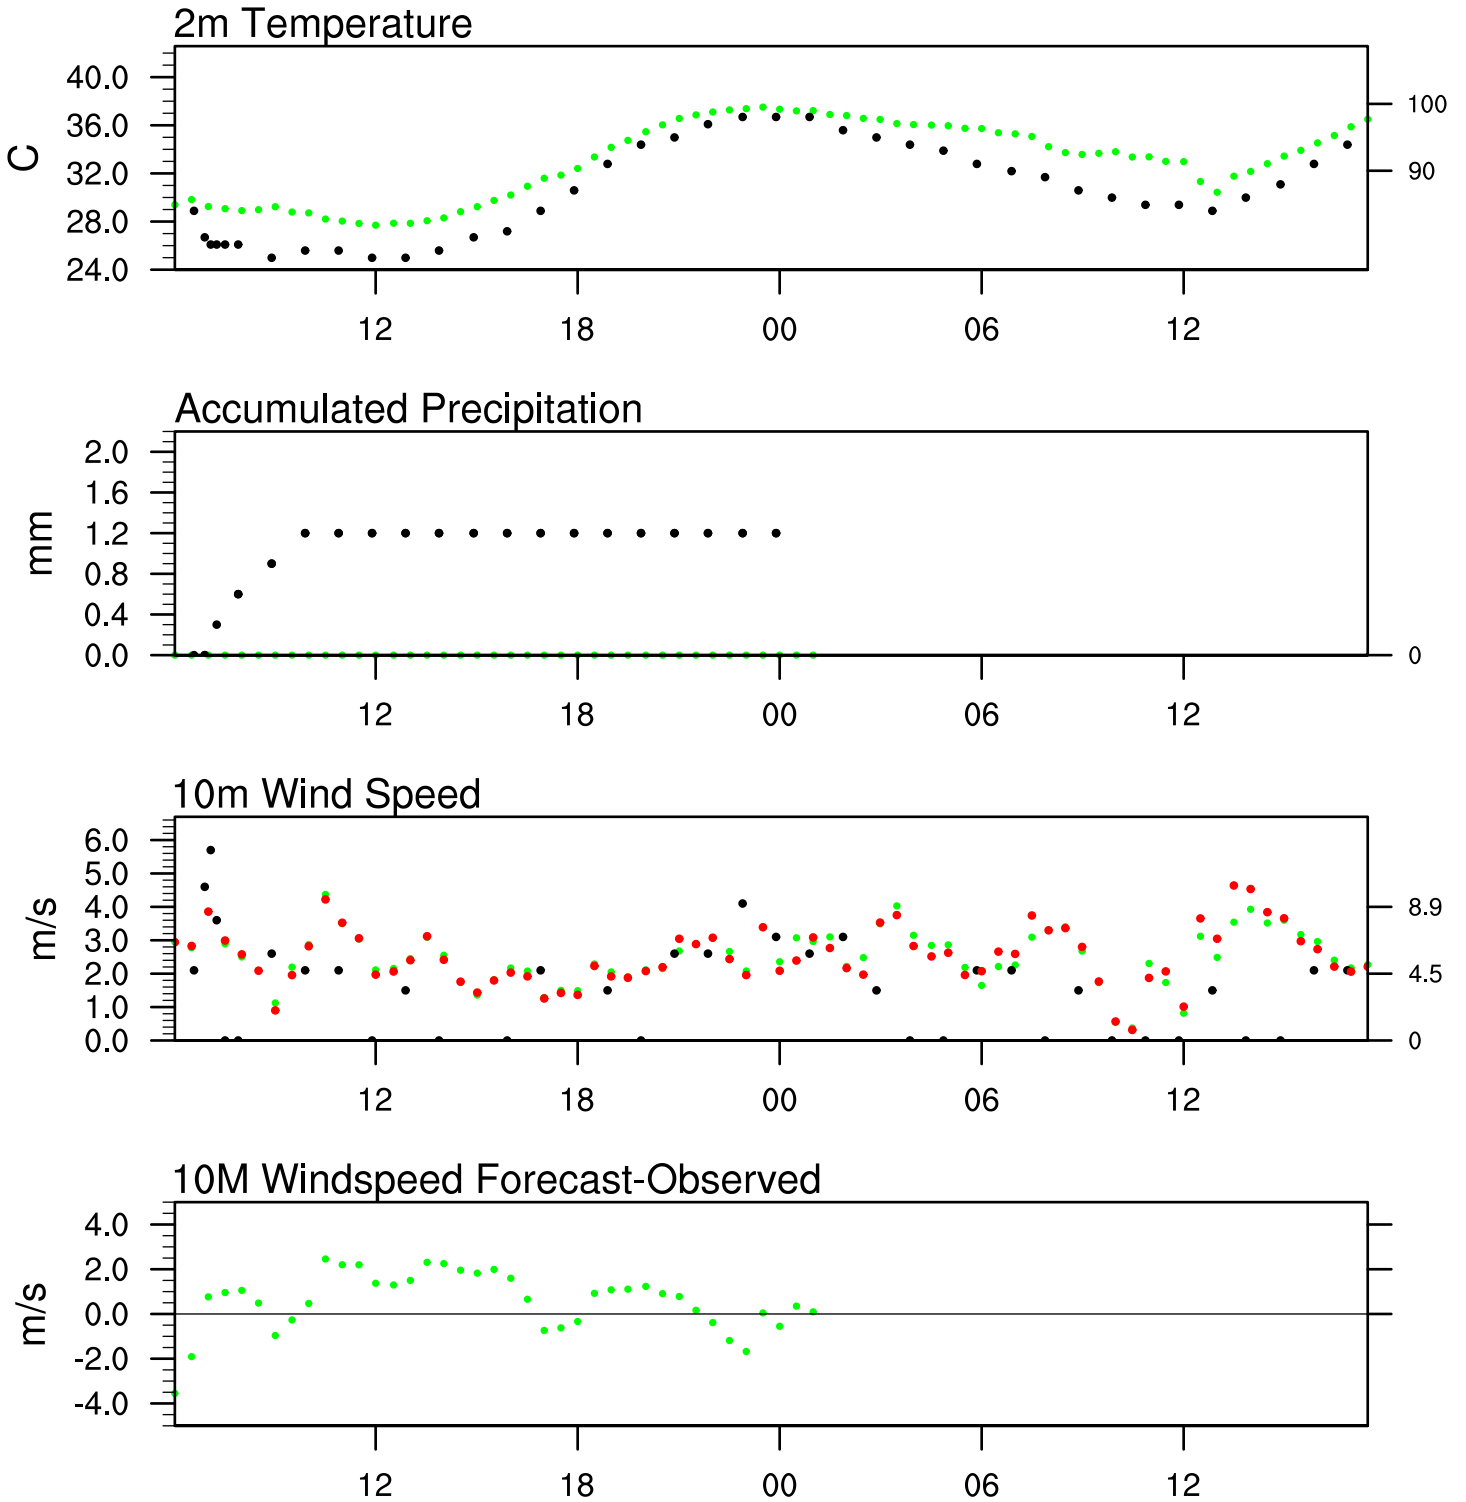 2m Temperature
40.0
36.0
32.0
28.0
24.0
C
100
90
12 18 00 06 12
Accumulated Precipitation
2.0
1.6
1.2
0.8
0.4
0.0
mm
0
12 18 00 06 12
10m Wind Speed
6.0
5.0
4.0
3.0
2.0
1.0
0.0
m/s
8.9
4.5
0
12 18 00 06 12
10M Windspeed Forecast-Observed
4.0
2.0
0.0
-2.0
-4.0
m/s
12 18 00 06 12